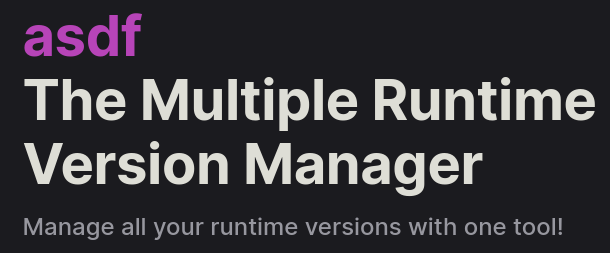 asdf
The Multiple Runtime
Version Manager
Manage all your runtime versions with one tool!